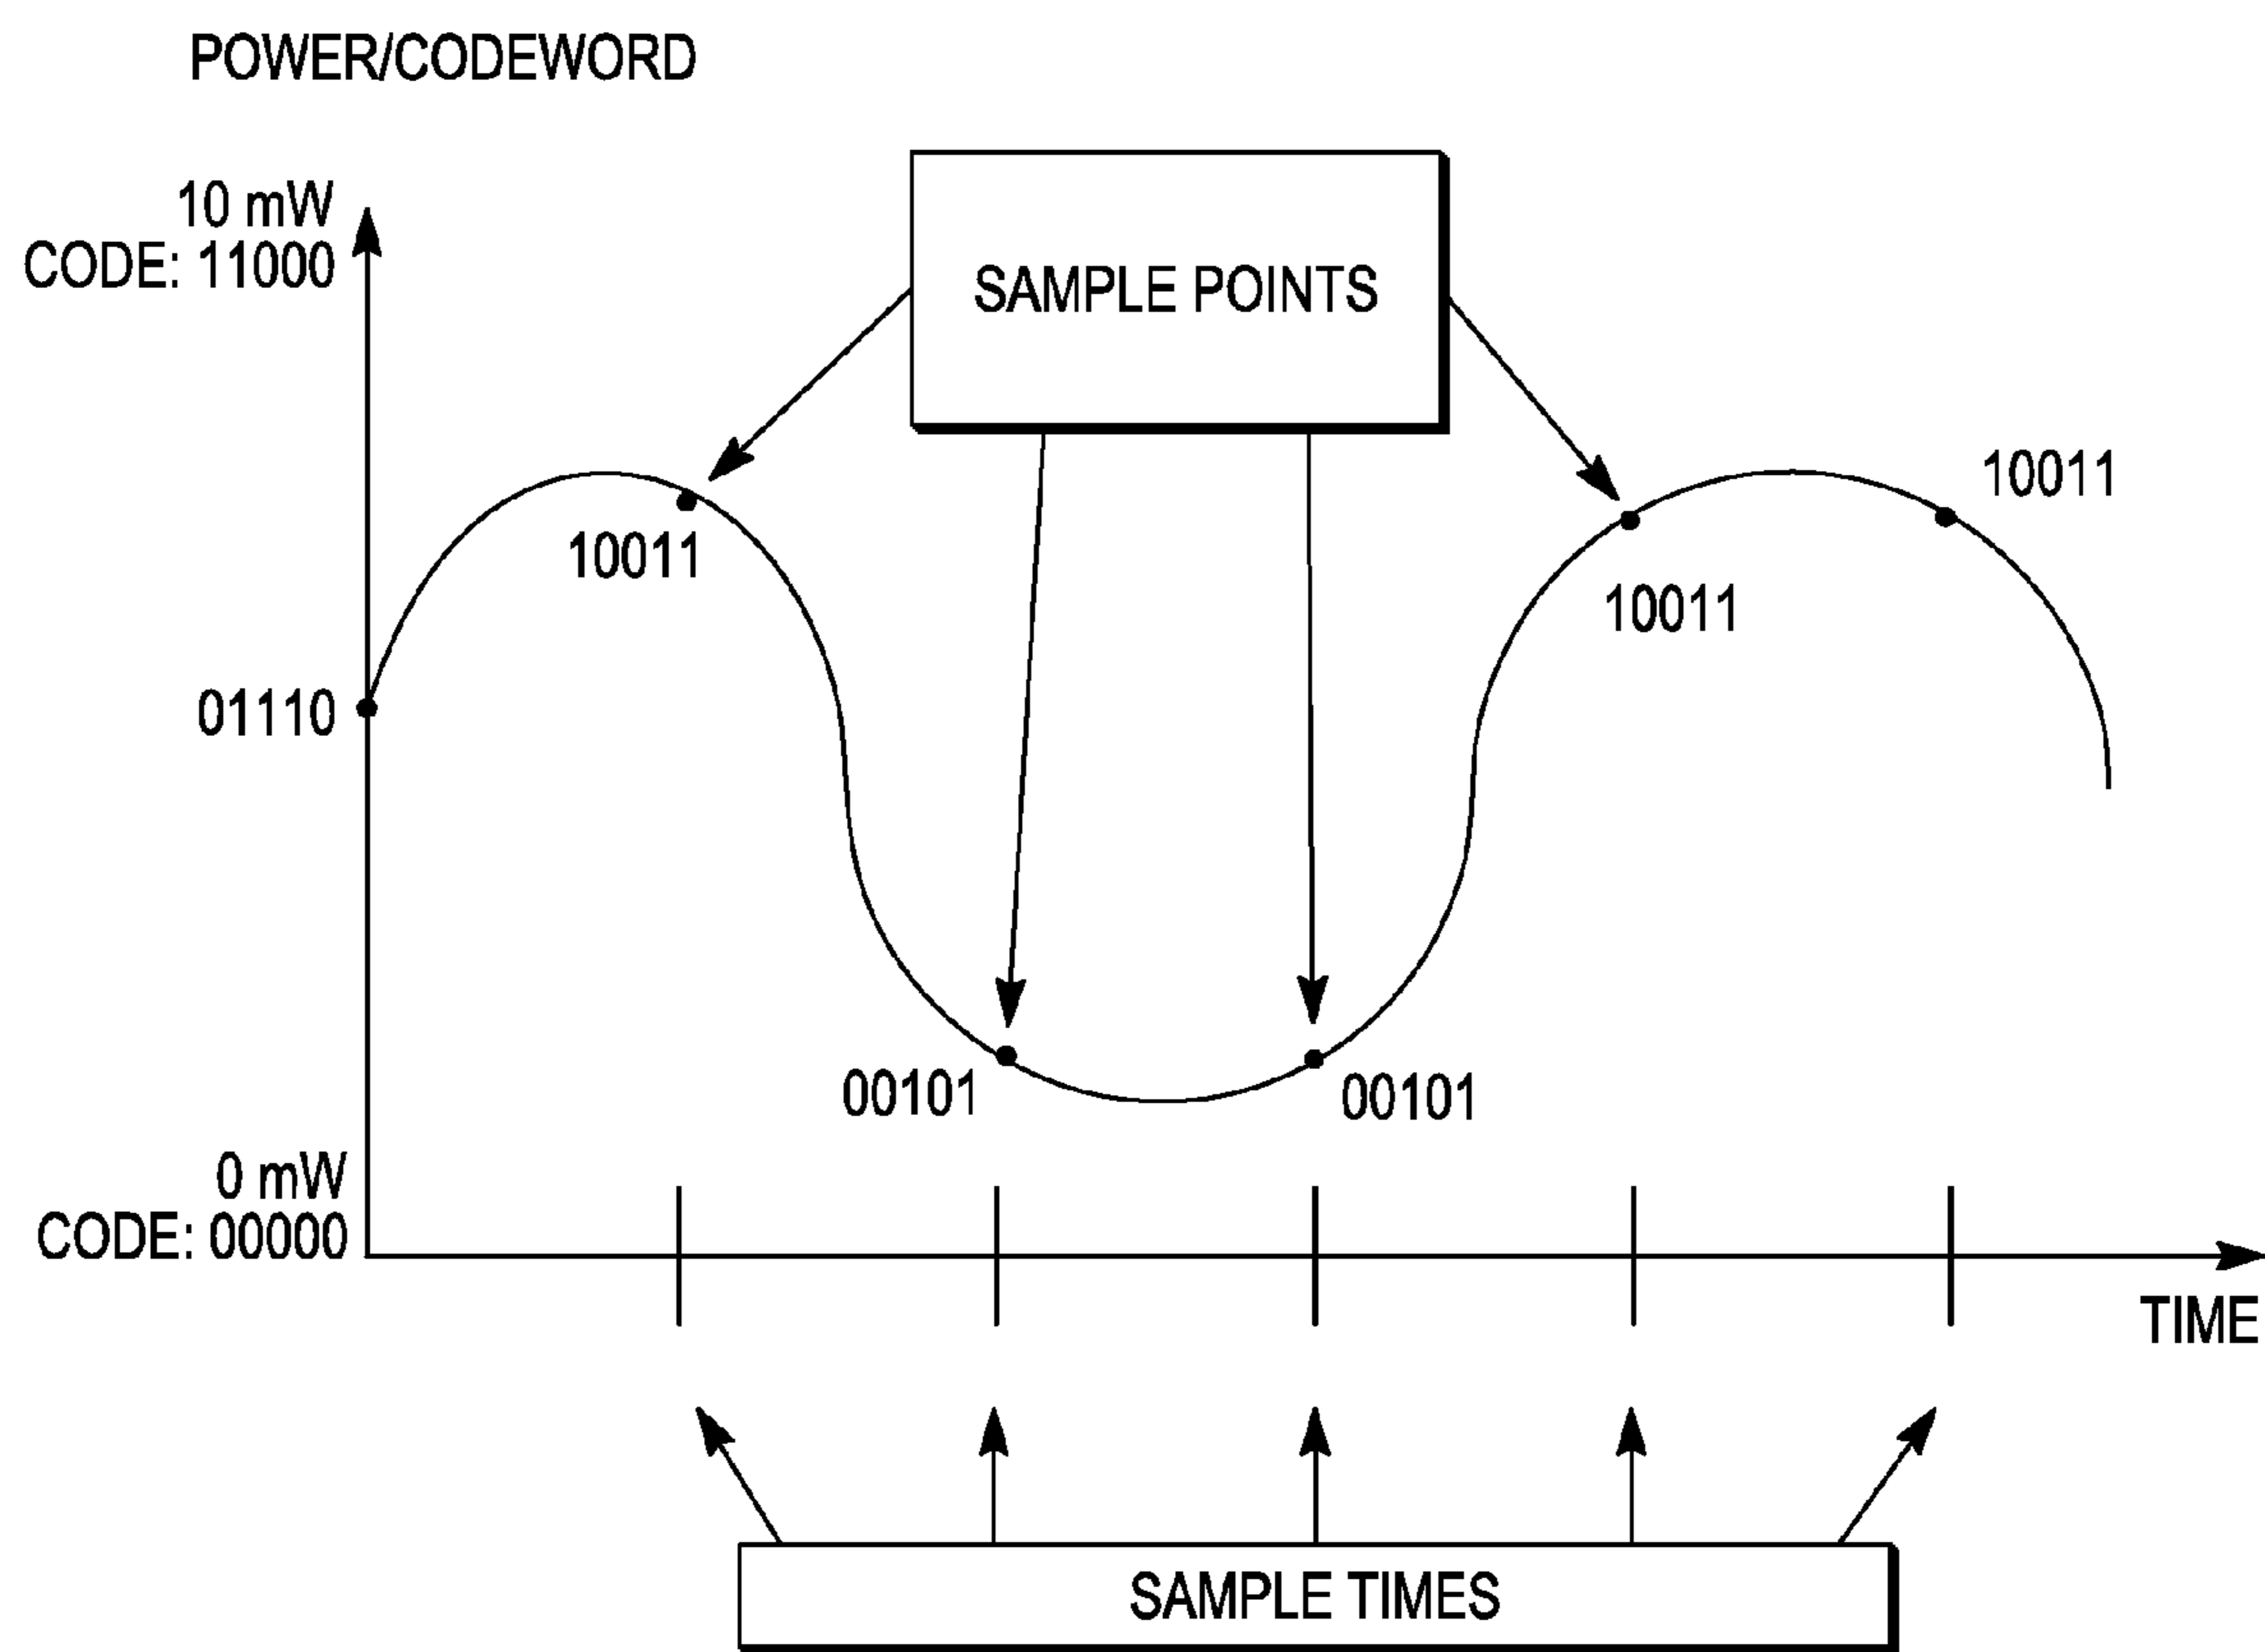 POWER/CODEWORD
10 mW
CODE: 11000
SAMPLE POINTS
10011
10011
10011
01110
00101
00101
0 mW
CODE: 00000
TIME
SAMPLE TIMES